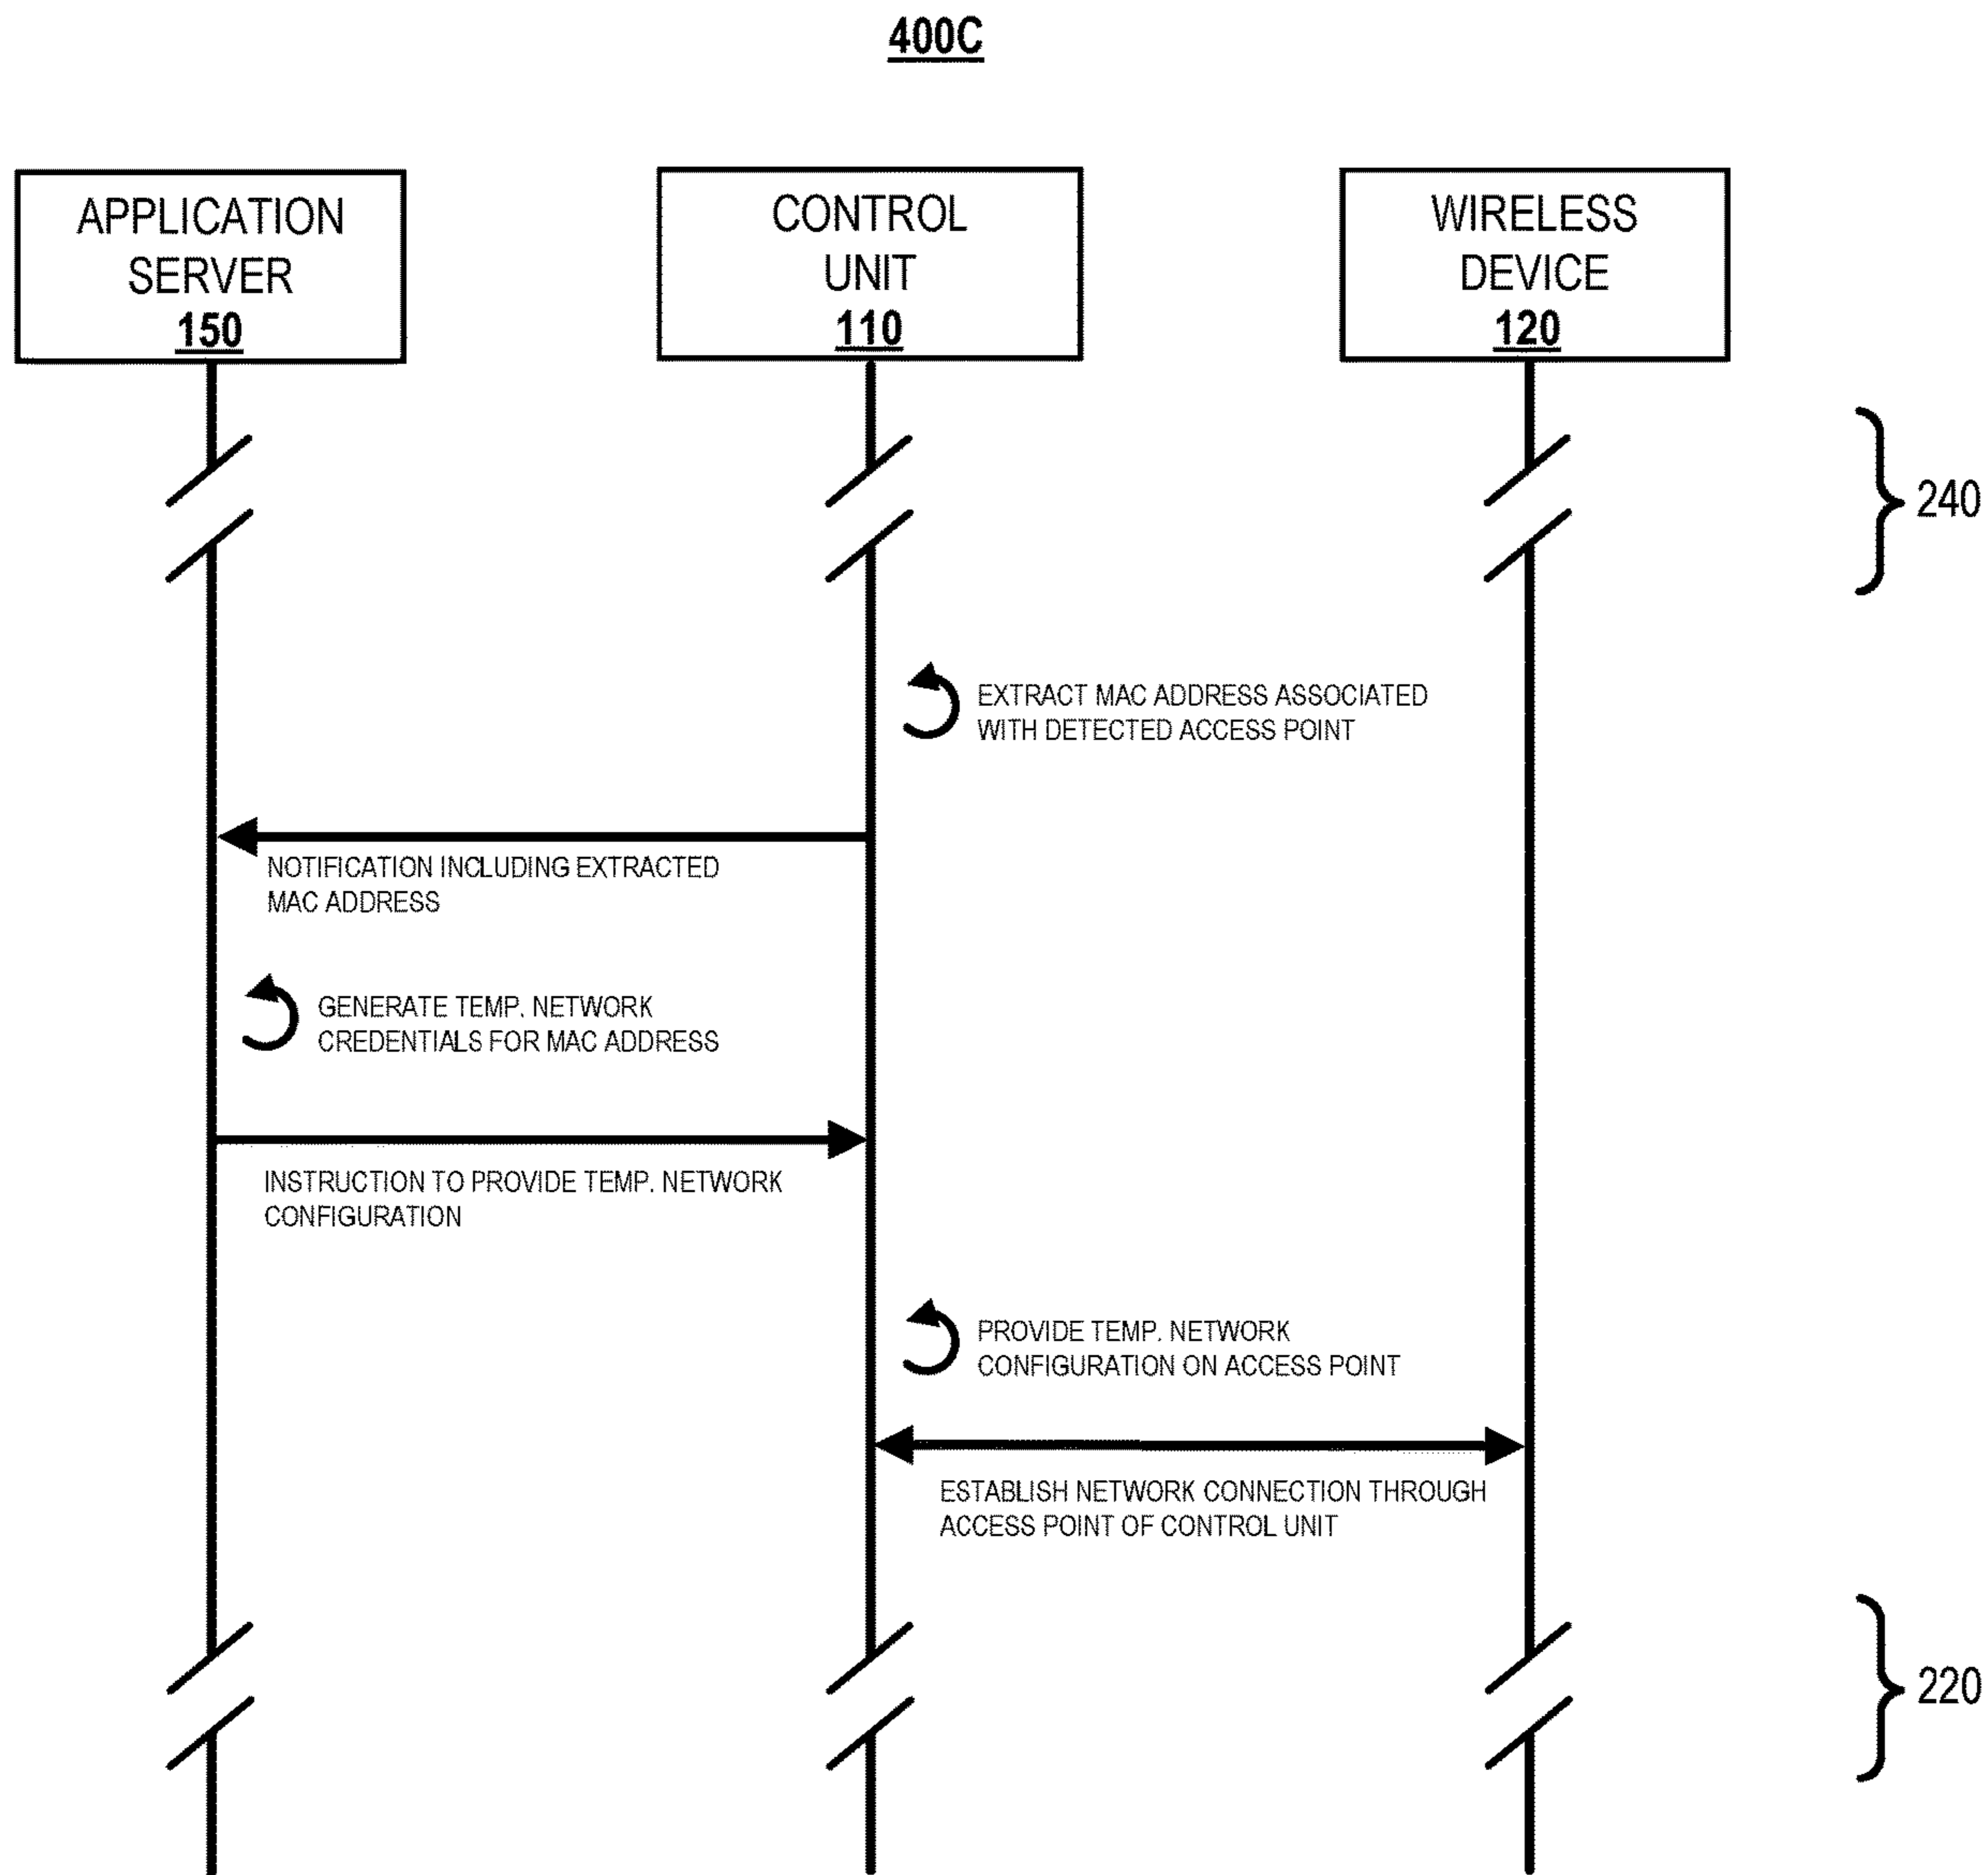 400C
APPLICATION
SERVER
150
CONTROL
UNIT
110
WIRELESS
DEVICE
120
240
EXTRACT MAC ADDRESS ASSOCIATED
WITH DETECTED ACCESS POINT
NOTIFICATION INCLUDING EXTRACTED
MAC ADDRESS
GENERATE TEMP. NETWORK
CREDENTIALS FOR MAC ADDRESS
INSTRUCTION TO PROVIDE TEMP. NETWORK
CONFIGURATION
PROVIDE TEMP. NETWORK
CONFIGURATION ON ACCESS POINT
ESTABLISH NETWORK CONNECTION THROUGH
ACCESS POINT OF CONTROL UNIT
220